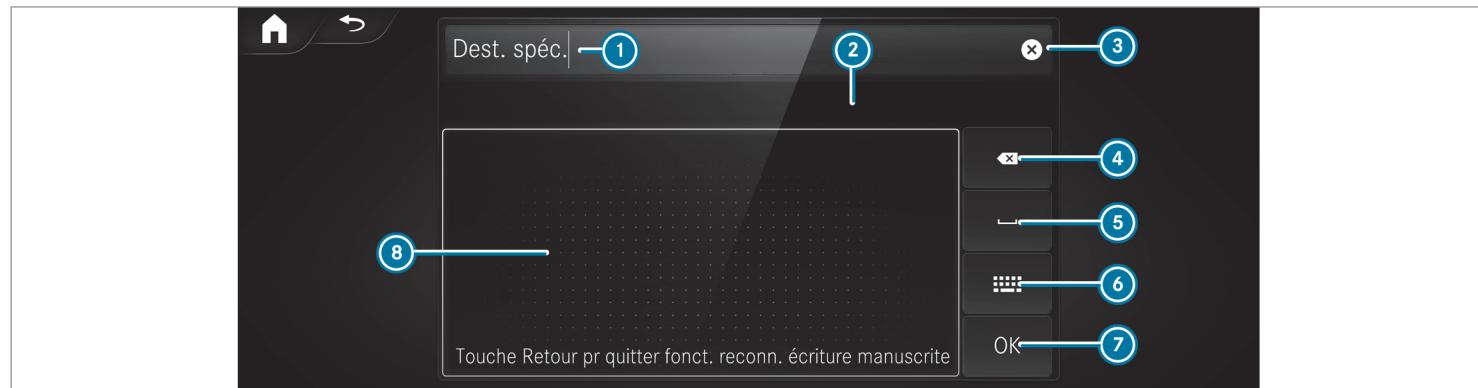 Dest. spéc.
1
2
3
4
5
6
7
8
OK
Touche Retour pr quitter fonct. reconn. écriture manuscrite